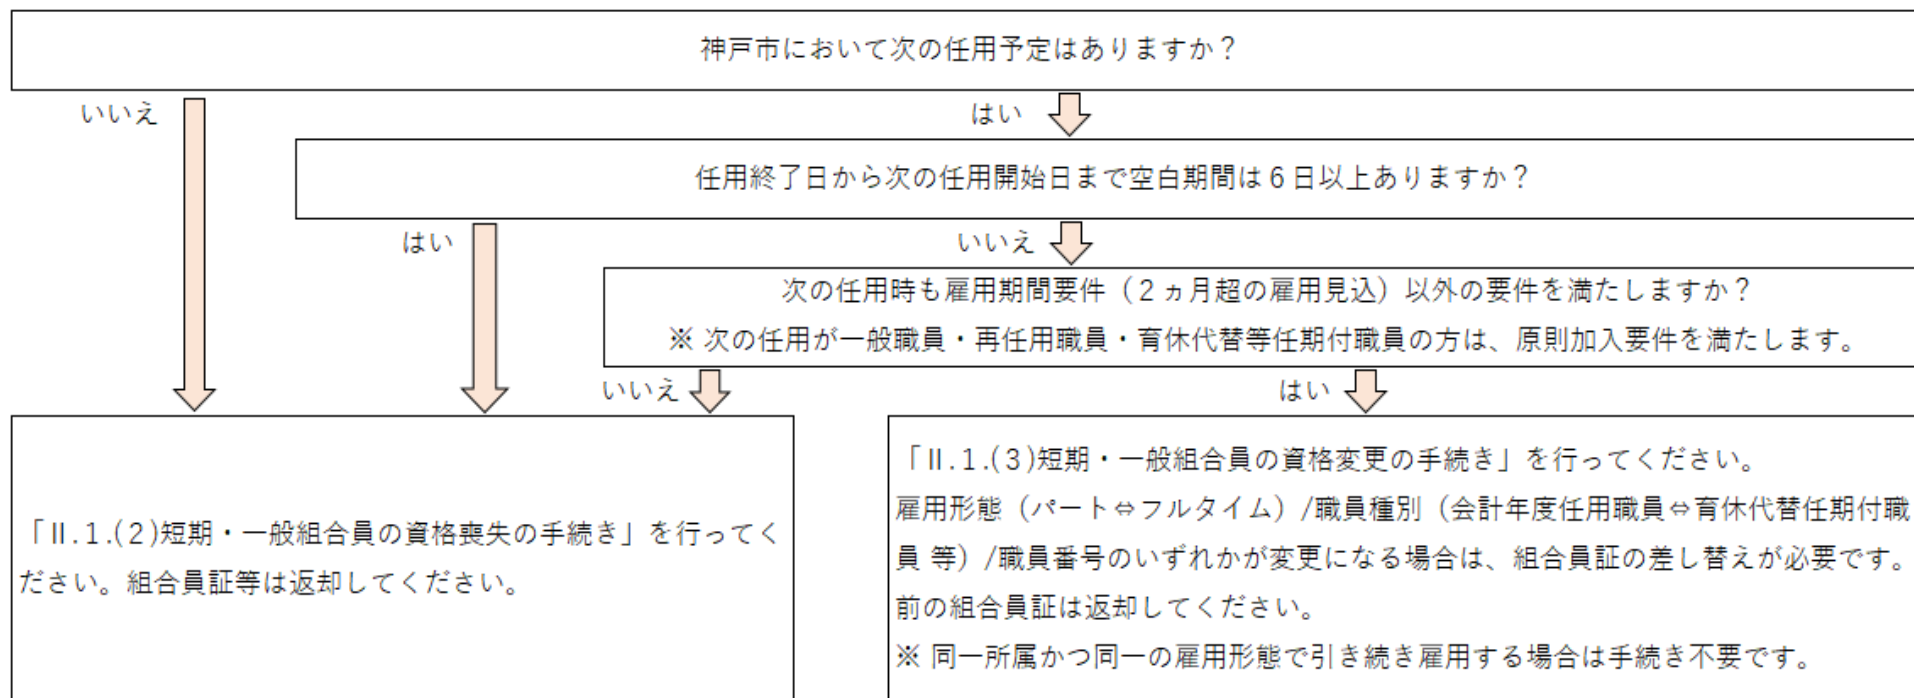 神戸市において次の任用予定はありますか？
いいえ
はい
任用終了日から次の任用開始日まで空白期間は６日以上ありますか？
はい
いいえ
次の任用時も雇用期間要件（２ヵ月超の雇用見込）以外の要件を満たしますか？
※ 次の任用が一般職員・再任用職員・育休代替等任期付職員の方は、原則加入要件を満たします。
いいえ
はい
「Ⅱ.１.(２)短期・一般組合員の資格喪失の手続き」を行ってく
ださい。組合員証等は返却してください。
「Ⅱ.１.(３)短期・一般組合員の資格変更の手続き」を行ってください。
雇用形態（パート⇔フルタイム）/職員種別（会計年度任用職員⇔育休代替任期付職
員 等）/職員番号のいずれかが変更になる場合は、組合員証の差し替えが必要です。
前の組合員証は返却してください。
※ 同一所属かつ同一の雇用形態で引き続き雇用する場合は手続き不要です。